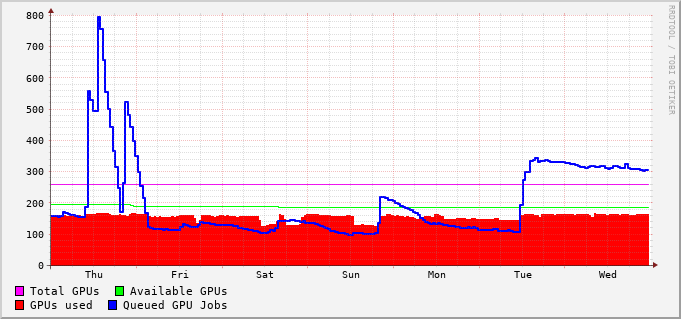 800
700
600
500
400
300
200
100
0
Thu Fri Sat Sun Mon Tue Wed
RRDTOOL / TOBI OETIKER
Total GPUs Available GPUs
GPUs used Queued GPU Jobs